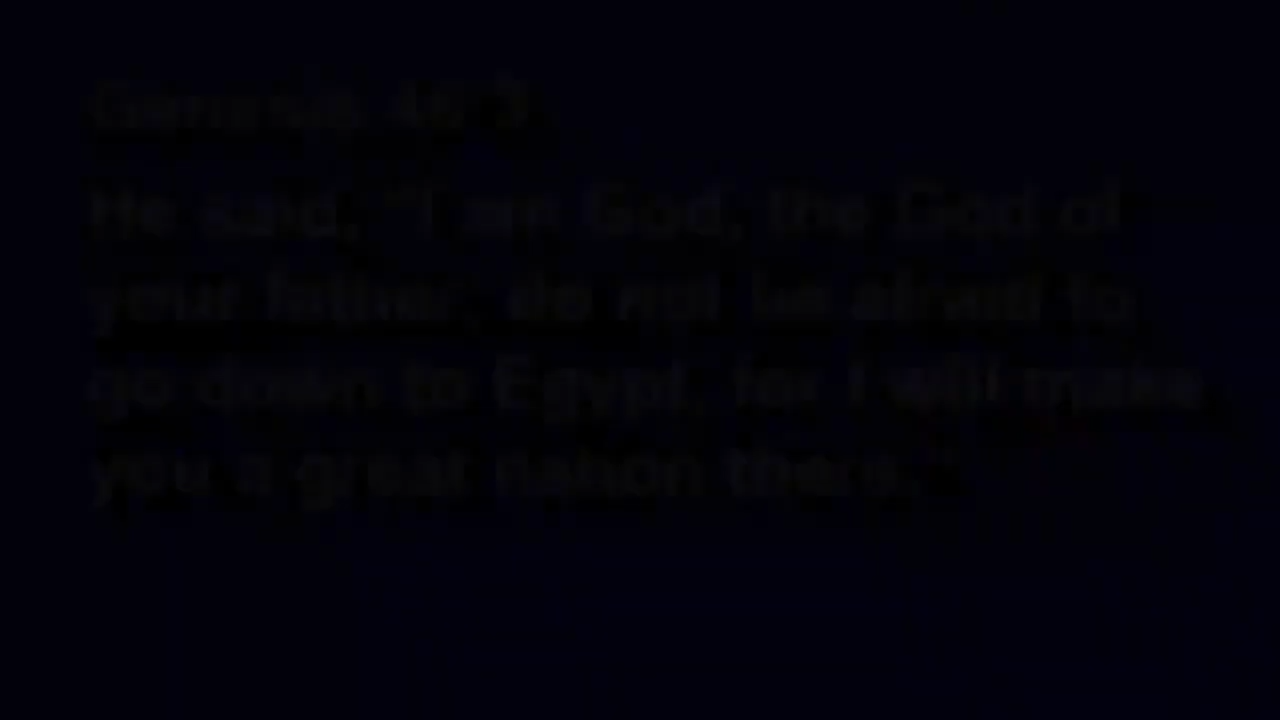 Genesis 46:3
He said, "I am God, the God of
your father; do not be afraid to
go down to Egypt, for I will make
you a great nation there."